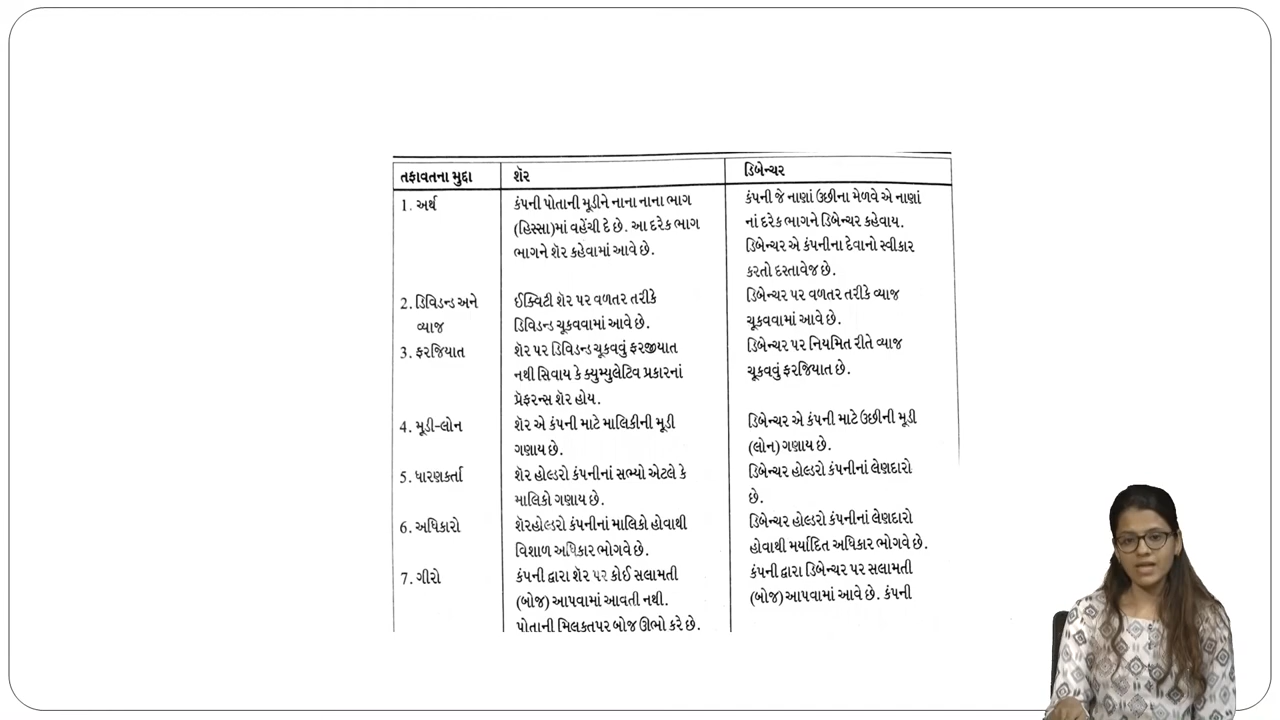 તફાવતના મુદ્દા શૅર ડિબેન્ચર
1. અર્થ કંપની પોતાની મૂડીને નાના નાના ભાગ કંપની જે નાણાં ઉછીના મેળવે એ નાણાં
(હિસ્સા)માં વહેંચી દે છે. આ દરેક ભાગ નાં દરેક ભાગને ડિબેન્ચર કહેવાય.
ભાગને શૅર કહેવામાં આવે છે. ડિબેન્ચર એ કંપનીના દેવાનો સ્વીકાર
કરતો દસ્તાવેજ છે.
2. ડિવિડન્ડ અને ઈક્વિટી શૅર પર વળતર તરીકે ડિબેન્ચર પર વળતર તરીકે વ્યાજ
વ્યાજ ડિવિડન્ડ ચૂકવવામાં આવે છે. ચૂકવવામાં આવે છે.
3. ફરજિયાત શૅર પર ડિવિડન્ડ ચૂકવવું ફરજીયાત ડિબેન્ચર પર નિયમિત રીતે વ્યાજ
નથી સિવાય કે ક્યુમ્યુલેટિવ પ્રકારનાં ચૂકવવું ફરજિયાત છે.
પ્રૅફરન્સ શૅર હોય.
4. મૂડી-લોન શૅર એ કંપની માટે માલિકીની મૂડી ડિબેન્ચર એ કંપની માટે ઉછીની મૂડી
ગણાય છે. (લોન) ગણાય છે.
5. ધારણકર્તા શૅર હોલ્ડરો કંપનીનાં સભ્યો એટલે કે ડિબેન્ચર હોલ્ડરો કંપનીનાં લેણદારો
માલિકો ગણાય છે. છે.
6. અધિકારો શૅરહોલ્ડરો કંપનીનાં માલિકો હોવાથી ડિબેન્ચર હોલ્ડરો કંપનીનાં લેણદારો
વિશાળ અધિકાર ભોગવે છે. હોવાથી મર્યાદિત અધિકાર ભોગવે છે.
7. ગીરો કંપની દ્વારા શૅર પર કોઈ સલામતી કંપની દ્વારા ડિબેન્ચર પર સલામતી
(બોજ) આપવામાં આવતી નથી. (બોજ) આપવામાં આવે છે. કંપની
પોતાની મિલકતપર બોજ ઊભો કરે છે.